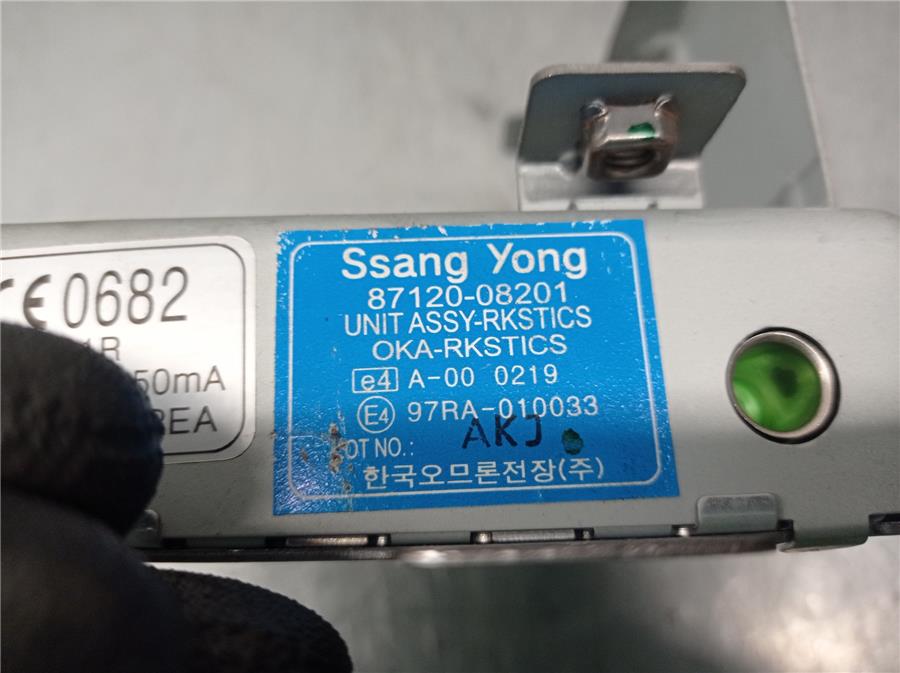 CE 0682
50mA
Ssang Yong
87120-08201
UNIT ASSY-RKSTICS
OKA-RKSTICS
e4 A-00 0219
E4 97RA-010033
OT NO.: AKJ
한국오므론전장(주)